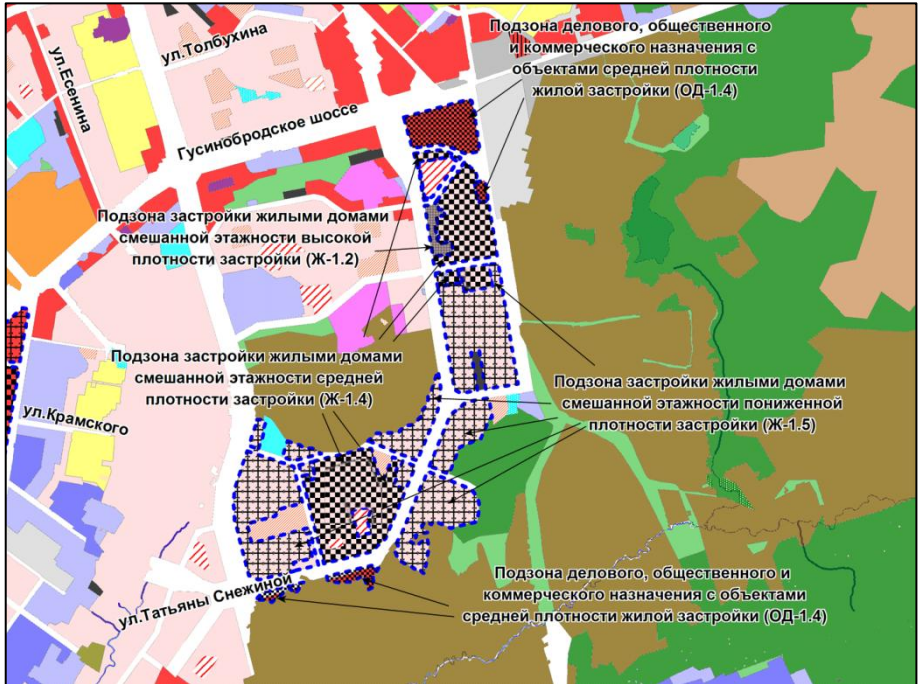 Подзона делового, общественного
и коммерческого назначения с
объектами средней плотности
жилой застройки (ОД-1.4)
ул.Толбухина
ул.Есенина
Гусинобродское шоссе
Подзона застройки жилыми домами
смешанной этажности высокой
плотности застройки (Ж-1.2)
Подзона застройки жилыми домами
смешанной этажности средней
плотности застройки (Ж-1.4)
Подзона застройки жилыми домами
смешанной этажности пониженной
плотности застройки (Ж-1.5)
ул.Крамского
ул.Татьяны Снежиной
Подзона делового, общественного и
коммерческого назначения с объектами
средней плотности жилой застройки (ОД-1.4)